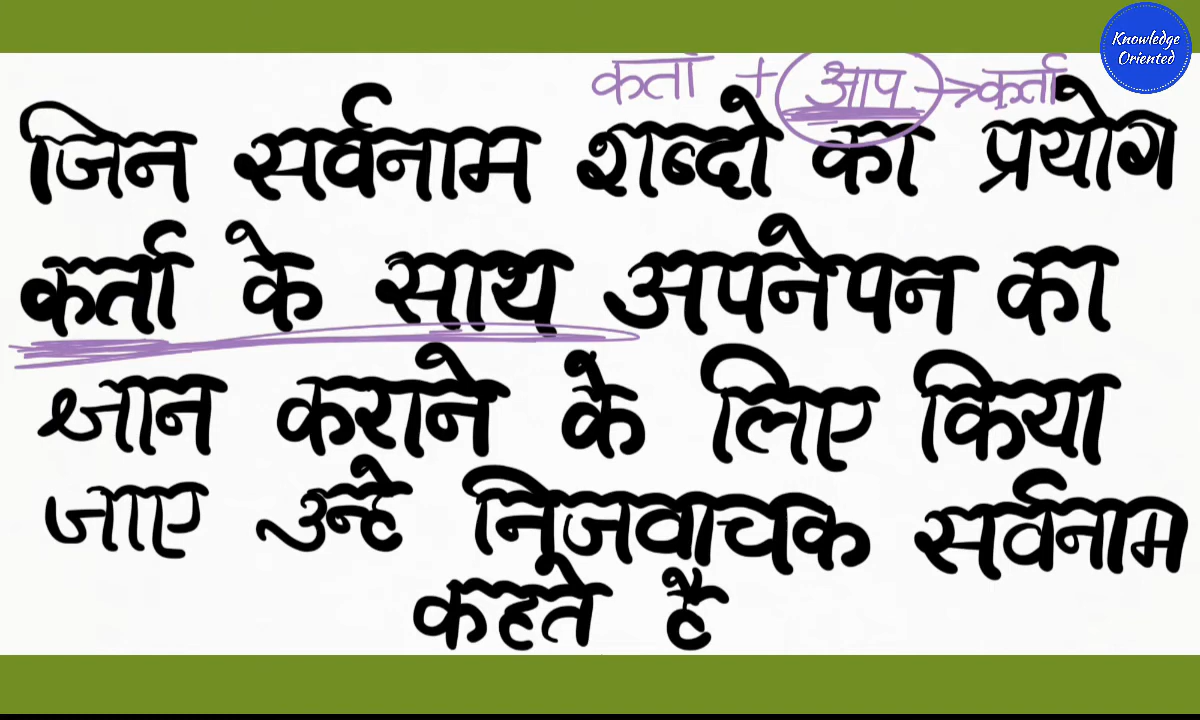 Knowledge
Oriented
कर्ता + आप → कर्ता
जिन सर्वनाम शब्दो का प्रयोग
कर्ता के साथ अपनेपन का
ज्ञान कराने के लिए किया
जाए उन्हे निजवाचक सर्वनाम
कहते है